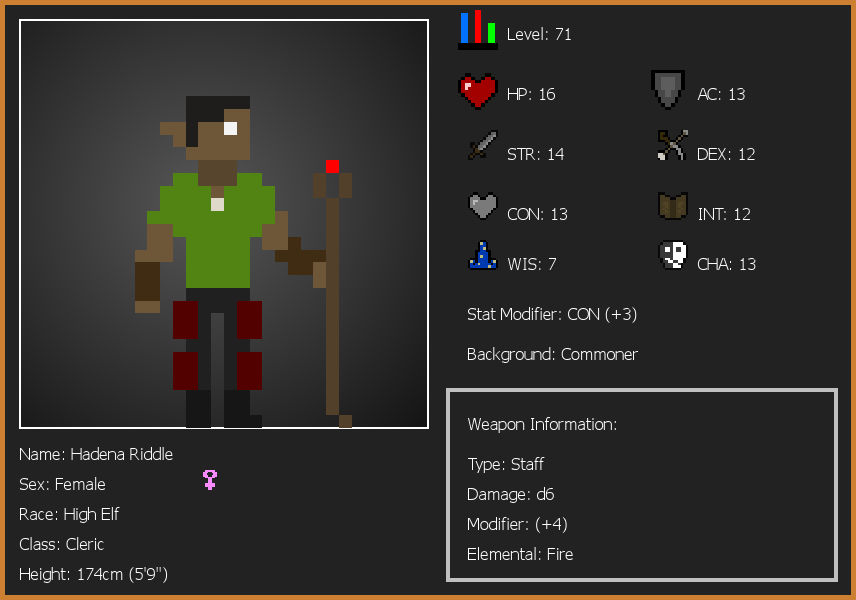 Level: 71
HP: 16
AC: 13
STR: 14
DEX: 12
CON: 13
INT: 12
WIS: 7
CHA: 13
Stat Modifier: CON (+3)
Background: Commoner
Weapon Information:
Type: Staff
Damage: d6
Modifier: (+4)
Elemental: Fire
Name: Hadena Riddle
Sex: Female
Race: High Elf
Class: Cleric
Height: 174cm (5'9")